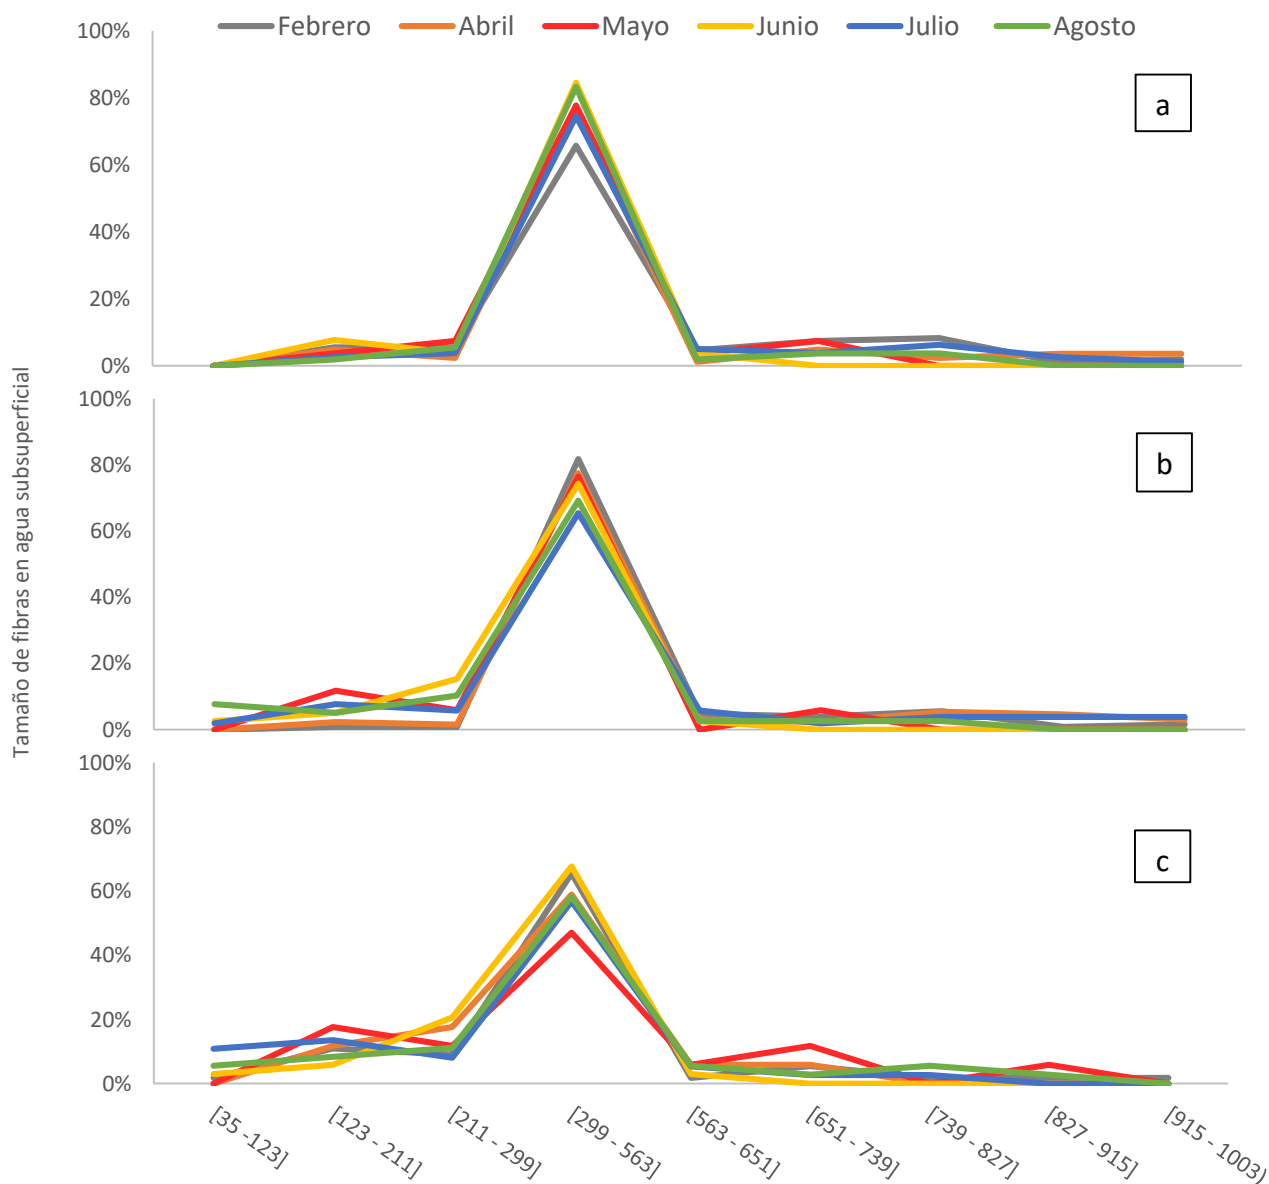 Febrero Abril Mayo Junio Julio Agosto
Tamaño de fibras en agua subsuperficial
100%
80%
60%
40%
20%
0%
a
100%
80%
60%
40%
20%
0%
b
100%
80%
60%
40%
20%
0%
c
[35 -123]
[123 - 211]
[211 - 299]
[299 - 563]
[563 - 651]
[651 - 739]
[739 - 827]
[827 - 915]
[915 - 1003)